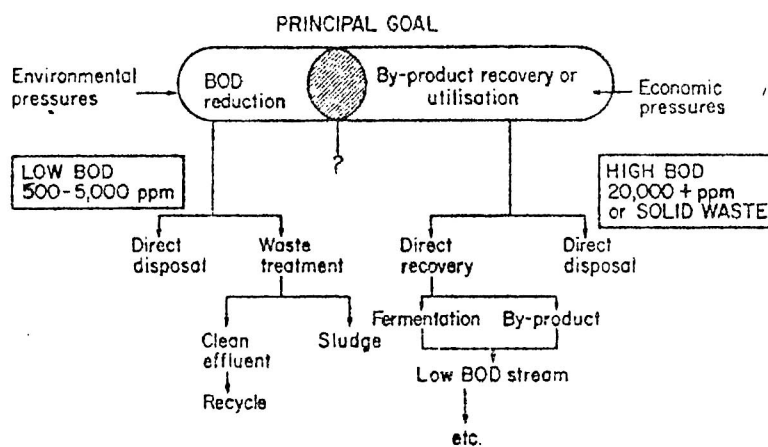 PRINCIPAL GOAL
Environmental
pressures
BOD
reduction
By-product recovery or
utilisation
Economic
pressures
?
LOW BOD
500-5,000 ppm
HIGH BOD
20,000 + ppm
or SOLID WASTE
Direct
disposal
Waste
treatment
Direct
recovery
Direct
disposal
Clean
effluent
Sludge
Fermentation
By-product
Recycle
Low BOD stream
etc.